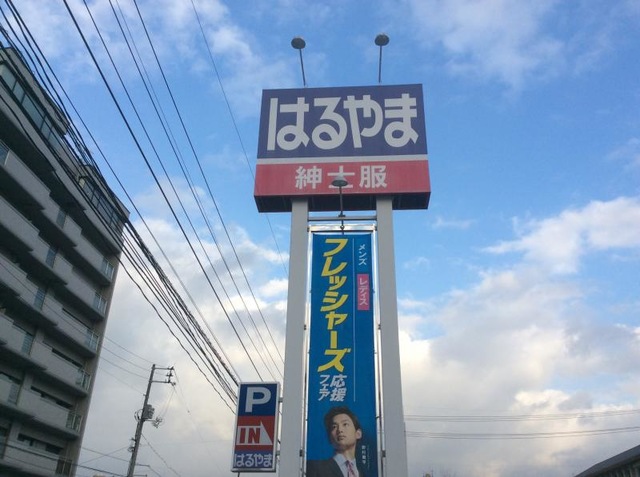 はるやま
紳士服
メンズ
レディス
フレッシャーズ
応援
フェア
P
IN
はるやま